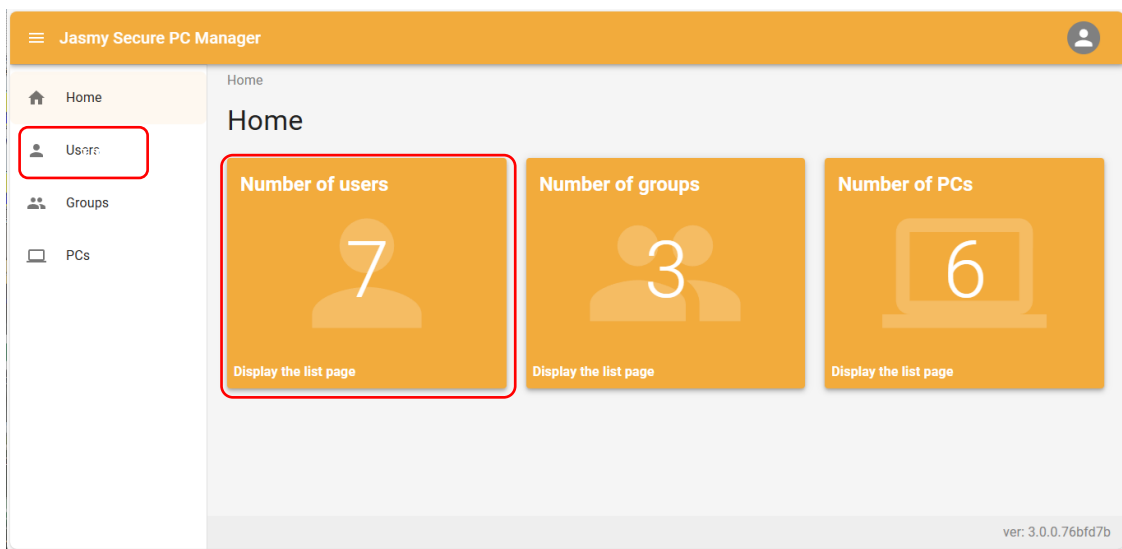 Jasmy Secure PC Manager
Home
Users
Groups
PCs
Home
Home
Number of users
7
Display the list page
Number of groups
3
Display the list page
Number of PCs
6
Display the list page
ver: 3.0.0.76bfd7b